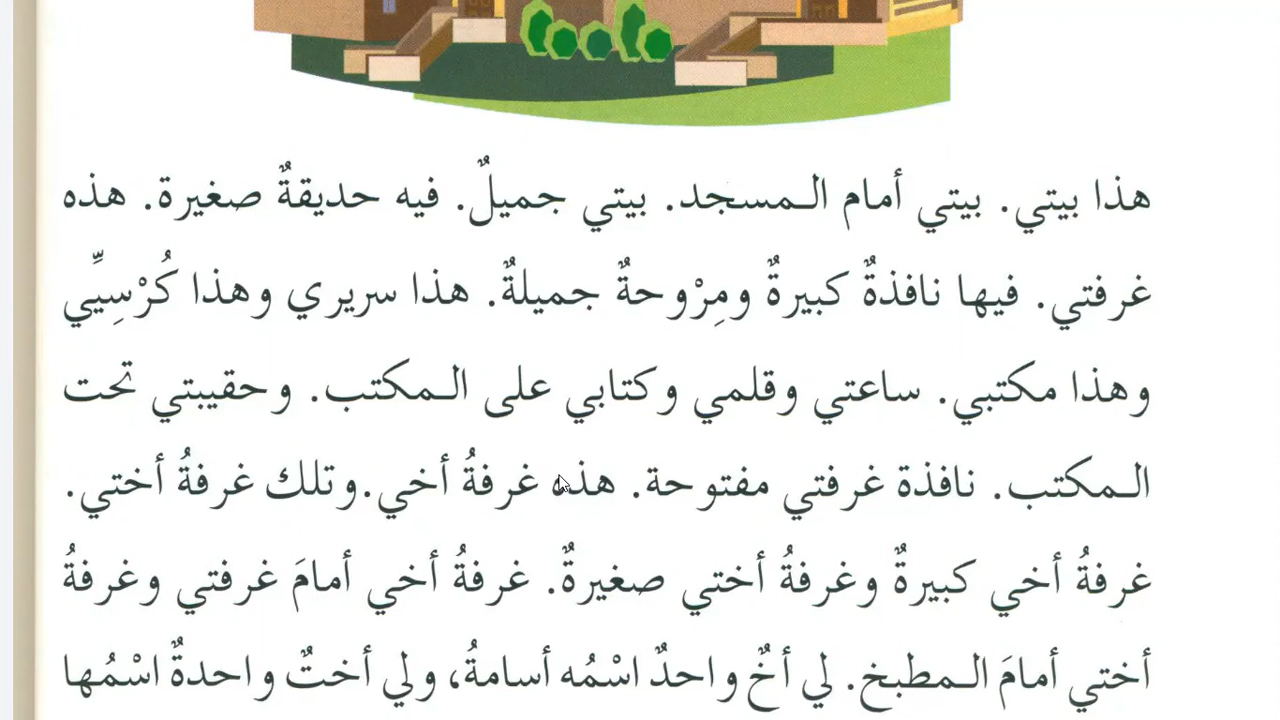 هذا بيتي. بيتي أمام المسجد. بيتي جميلٌ. فيه حديقةٌ صغيرة. هذه
غرفتي. فيها نافذةٌ كبيرةٌ ومِرْوحةٌ جميلةٌ. هذا سريري وهذا كُرْسِيِّي
وهذا مكتبي. ساعتي وقلمي وكتابي على المكتب. وحقيبتي تحت
المكتب. نافذة غرفتي مفتوحة. هذه غرفةُ أخي.وتلك غرفةُ أختي.
غرفةُ أخي كبيرةٌ وغرفةُ أختي صغيرةٌ. غرفةُ أخي أمامَ غرفتي وغرفةُ
أختي أمامَ المطبخ. لي أخٌ واحدٌ اسْمُه أسامةُ، ولي أختٌ واحدةٌ اسْمُها